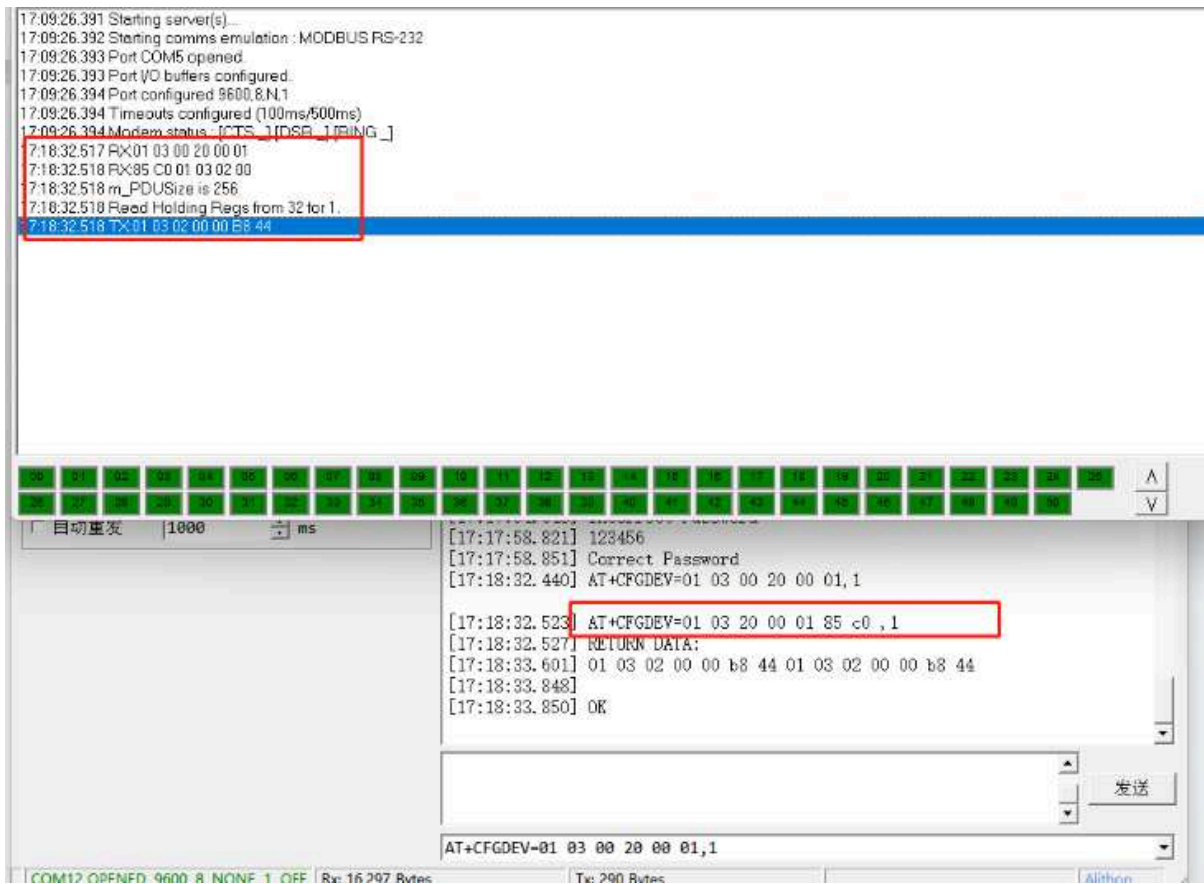 17:09:26.391 Starting server(s)...
17:09:26.392 Starting comms emulation : MODBUS RS-232
17:09:26.393 Port COM5 opened.
17:09:26.393 Port I/O buffers configured.
17:09:26.394 Port configured 9600,8,N,1
17:09:26.394 Timeouts configured (100ms/500ms)
17:09:26.394 Modem status : [CTS _] [DSR _] [RING _]
17:18:32.517 RX:01 03 00 20 00 01
17:18:32.518 RX:85 C0 01 03 02 00
17:18:32.518 m_PDUSize is 256
17:18:32.518 Read Holding Regs from 32 for 1.
17:18:32.518 TX:01 03 02 00 00 B8 44
00 01 02 03 04 05 06 07 08 09 10 11 12 13 14 15 16 17 18 19 20 21 22 23 24 25
26 27 28 29 30 31 32 33 34 35 36 37 38 39 40 41 42 43 44 45 46 47 48 49 50
自动重发 1000 ms
[17:17:58.821] 123456
[17:17:58.851] Correct Password
[17:18:32.440] AT+CFGDEV=01 03 00 20 00 01,1
[17:18:32.523] AT+CFGDEV=01 03 20 00 01 85 c0 ,1
[17:18:32.527] RETURN DATA:
[17:18:33.601] 01 03 02 00 00 b8 44 01 03 02 00 00 b8 44
[17:18:33.848]
[17:18:33.850] OK
发送
AT+CFGDEV=01 03 00 20 00 01,1
COM12 OPENED 9600 8 NONE 1 OFF Rx: 16,297 Bytes Tx: 290 Bytes